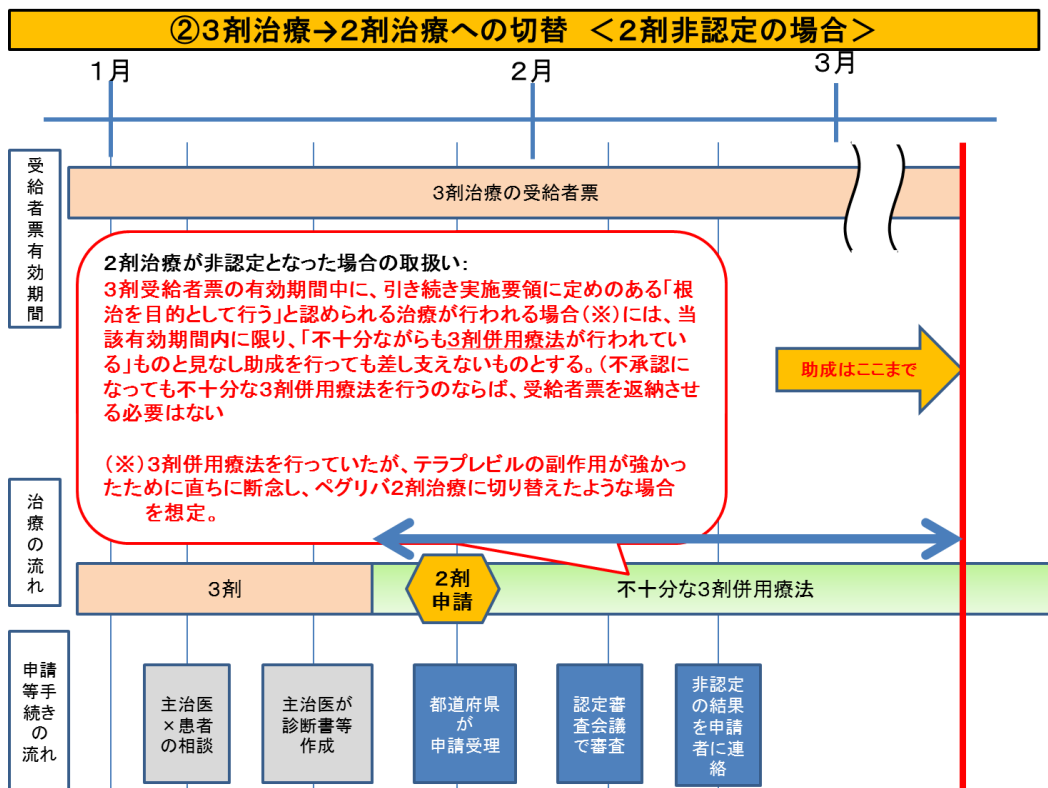 ②３剤治療→２剤治療への切替　＜２剤非認定の場合＞
１月
２月
３月
受給者票有効期間
３剤治療の受給者票
２剤治療が非認定となった場合の取扱い：
３剤受給者票の有効期間中に、引き続き実施要領に定めのある「根
治を目的として行う」と認められる治療が行われる場合（※）には、当
該有効期間内に限り、「不十分ながらも３剤併用療法が行われてい
る」ものと見なし助成を行っても差し支えないものとする。（不承認に
なっても不十分な３剤併用療法を行うのならば、受給者票を返納させ
る必要はない
（※）３剤併用療法を行っていたが、テラプレビルの副作用が強かっ
たために直ちに断念し、ペグリバ２剤治療に切り替えたような場合
を想定。
助成はここまで
治療の流れ
３剤
２剤
申請
不十分な３剤併用療法
申請
等手
続き
の
流れ
主治医
×患者
の相談
主治医が
診断書等
作成
都道府県
が
申請受理
認定審
査会議
で審査
非認定
の結果
を申請
者に連
絡